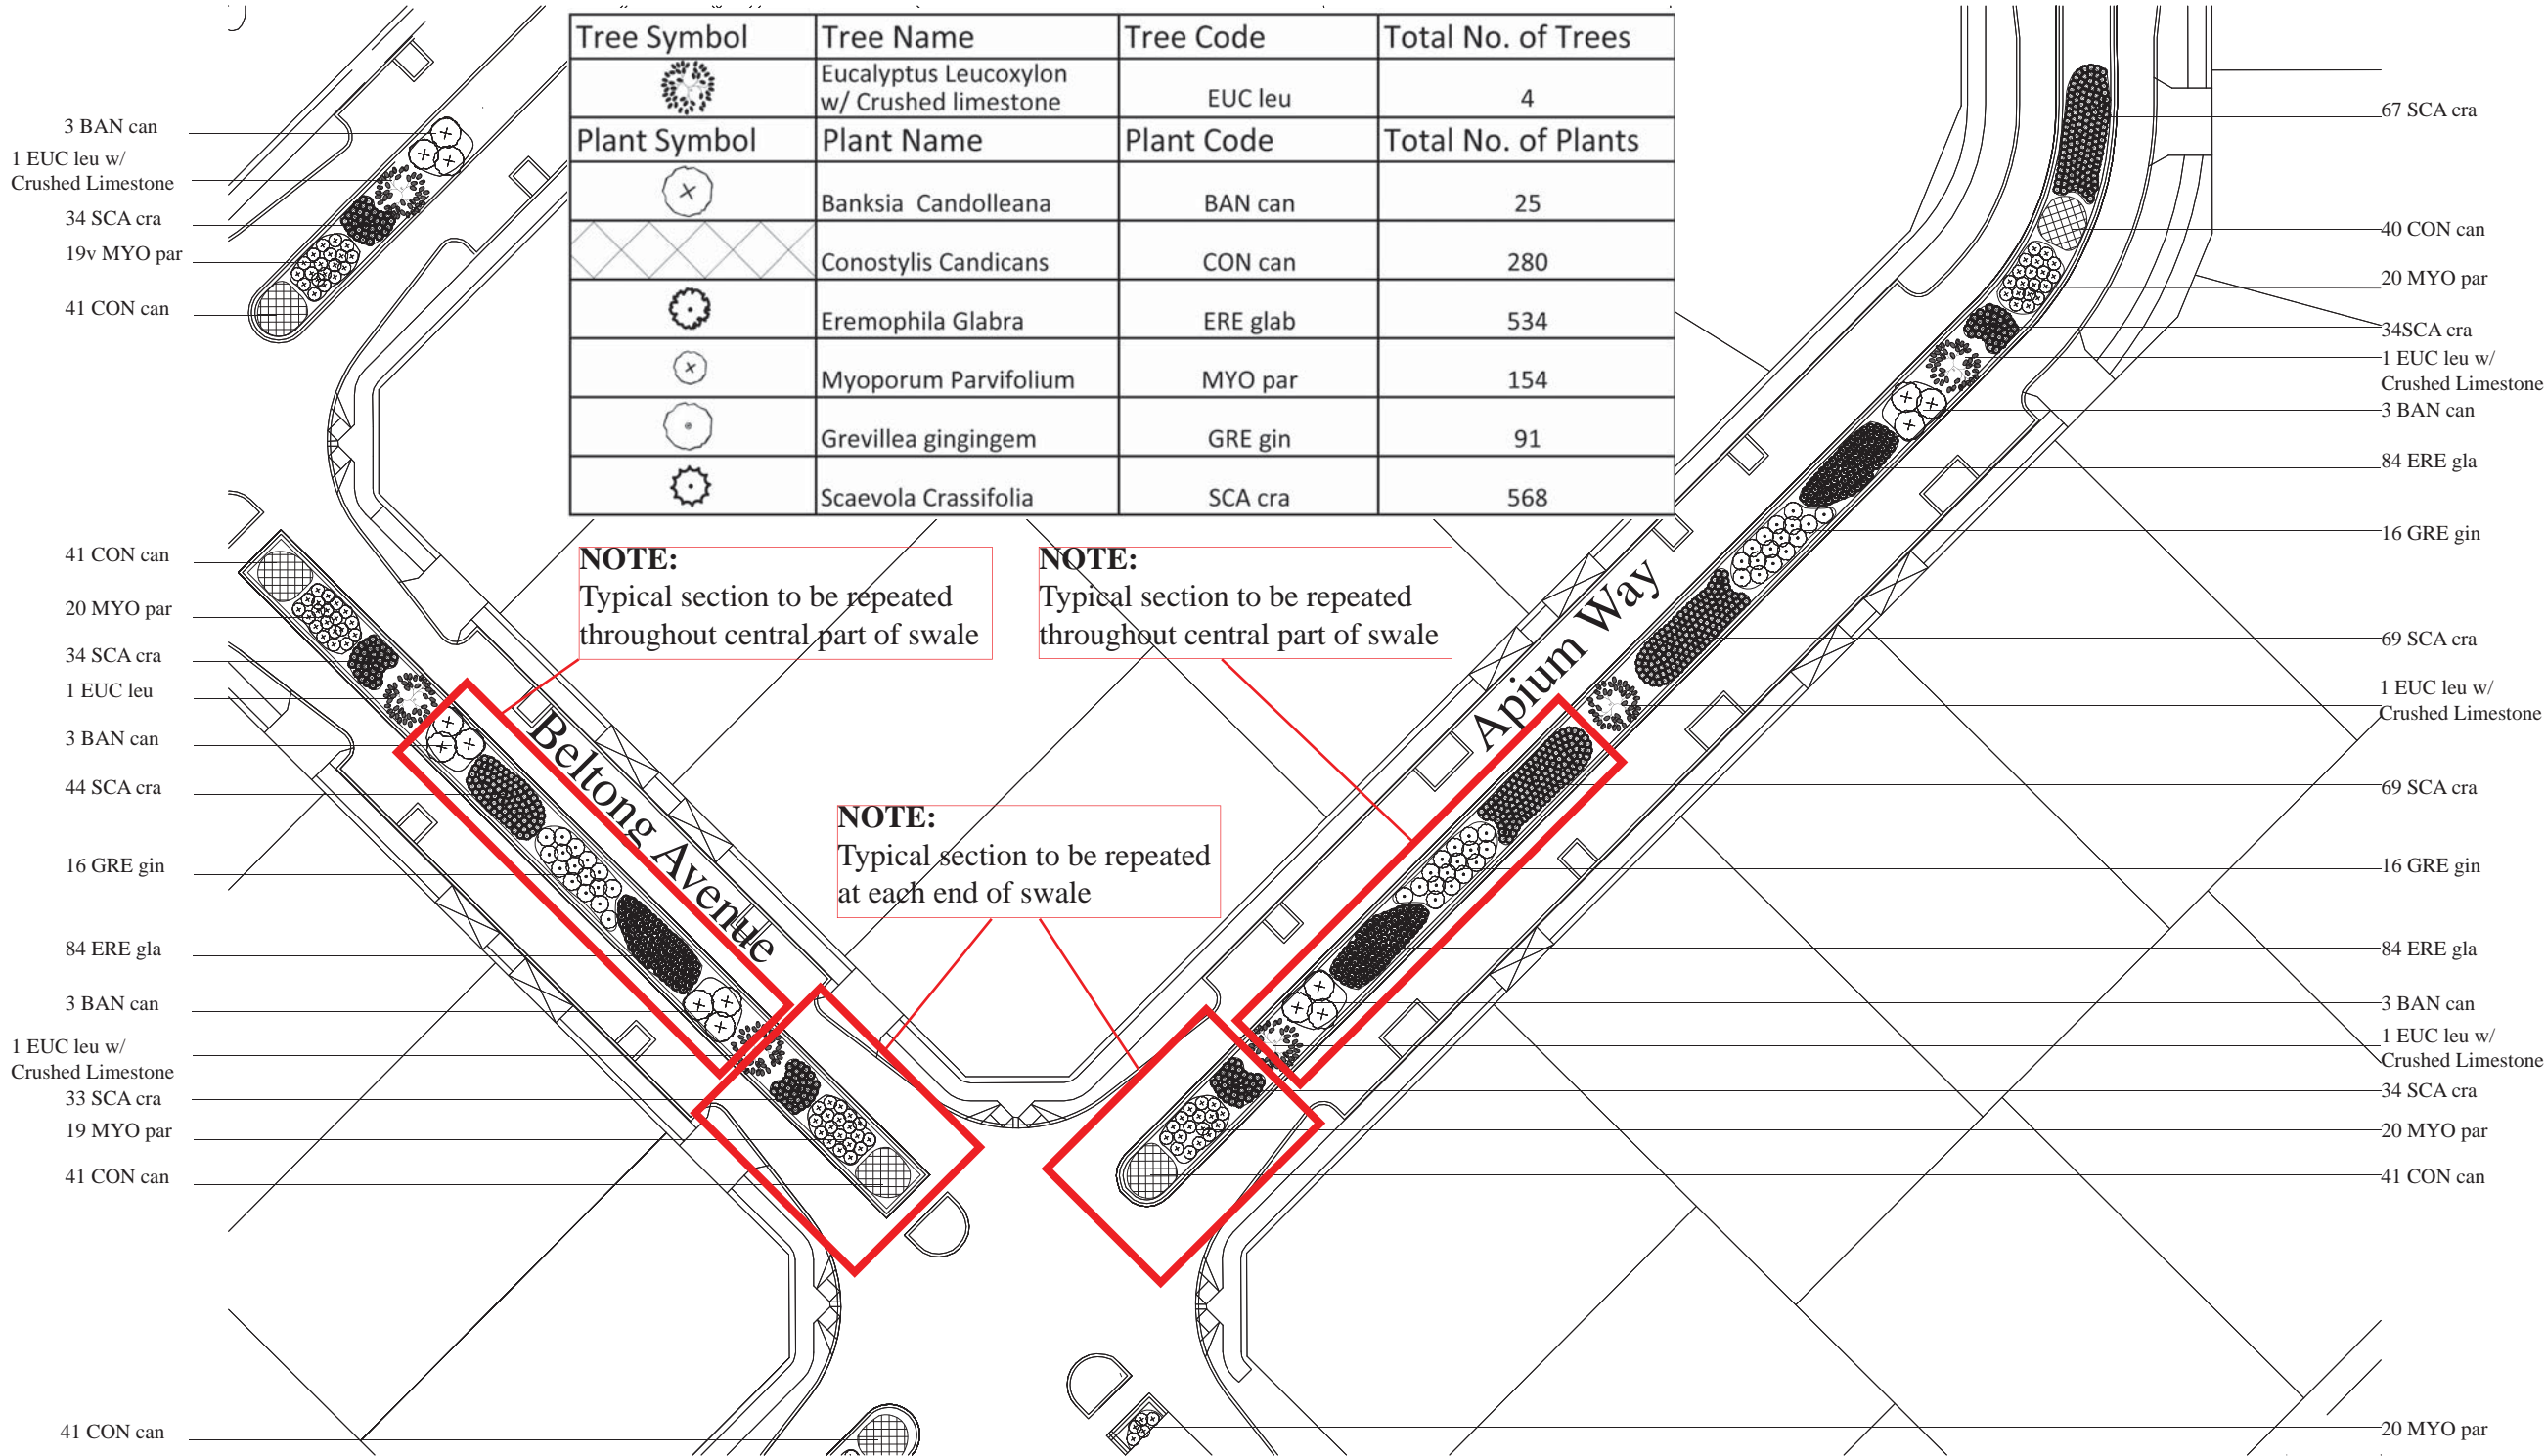 Tree Symbol Tree Name Tree Code Total No. of Trees
Eucalyptus Leucoxylon
w/ Crushed limestone EUC leu 4
Plant Symbol Plant Name Plant Code Total No. of Plants
Banksia Candolleana BAN can 25
Conostylis Candicans CON can 280
Eremophila Glabra ERE glab 534
Myoporum Parvifolium MYO par 154
Grevillea gingingem GRE gin 91
Scaevola Crassifolia SCA cra 568
3 BAN can
1 EUC leu w/
Crushed Limestone
34 SCA cra
19v MYO par
41 CON can
41 CON can
20 MYO par
34 SCA cra
1 EUC leu
3 BAN can
44 SCA cra
16 GRE gin
84 ERE gla
3 BAN can
1 EUC leu w/
Crushed Limestone
33 SCA cra
19 MYO par
41 CON can
41 CON can
NOTE:
Typical section to be repeated
throughout central part of swale
NOTE:
Typical section to be repeated
throughout central part of swale
NOTE:
Typical section to be repeated
at each end of swale
Beltong Avenue
Apium Way
67 SCA cra
40 CON can
20 MYO par
34SCA cra
1 EUC leu w/
Crushed Limestone
3 BAN can
84 ERE gla
16 GRE gin
69 SCA cra
1 EUC leu w/
Crushed Limestone
69 SCA cra
16 GRE gin
84 ERE gla
3 BAN can
1 EUC leu w/
Crushed Limestone
34 SCA cra
20 MYO par
41 CON can
20 MYO par